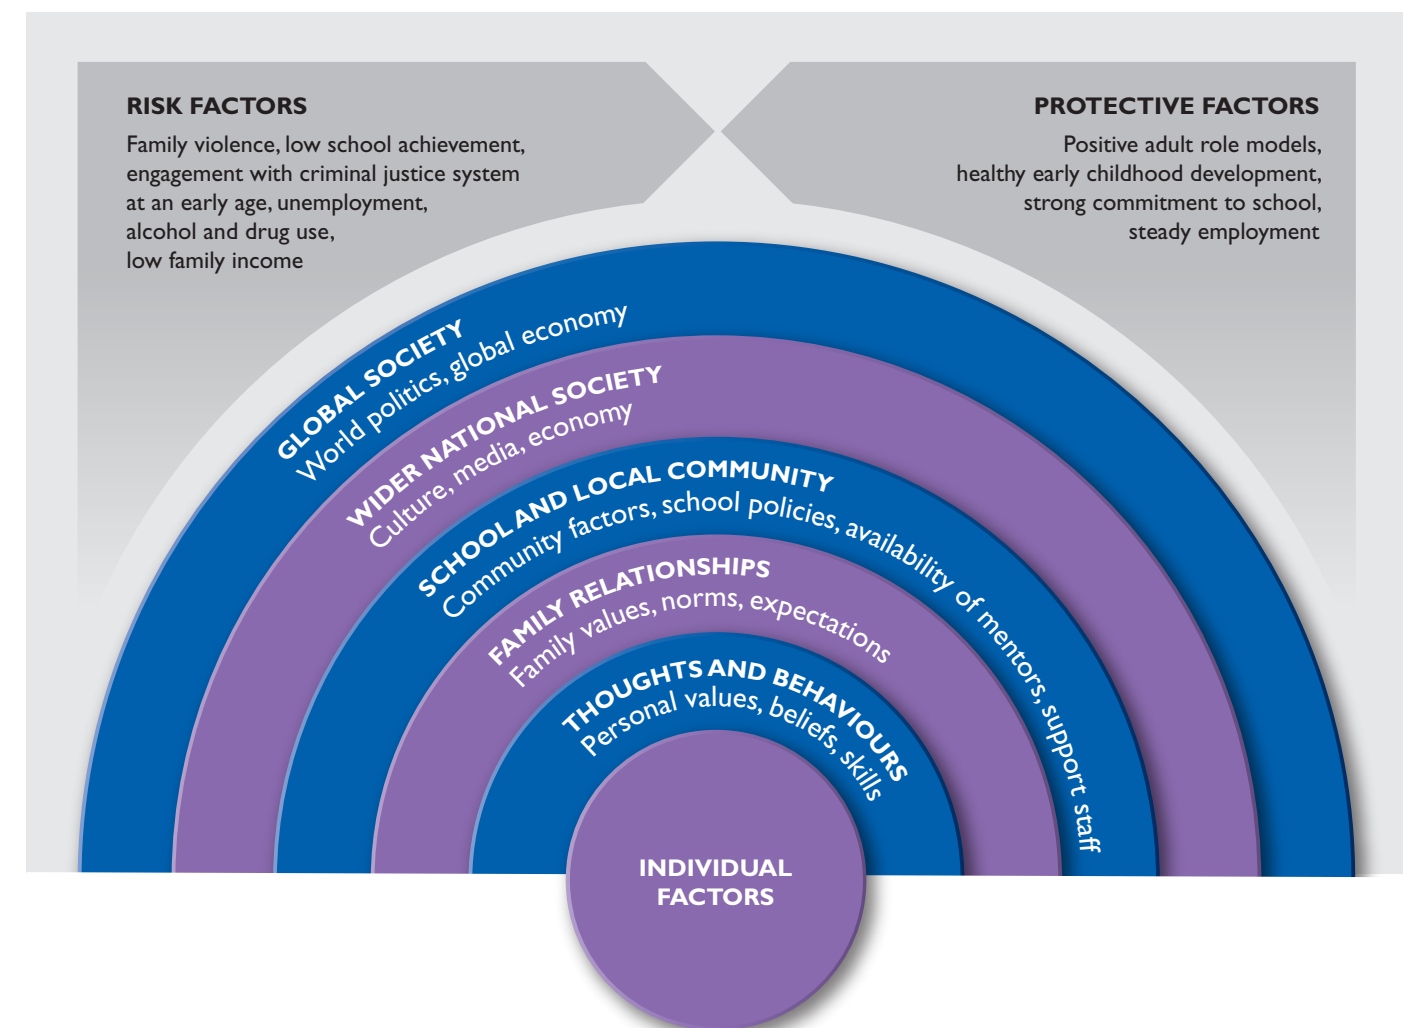 RISK FACTORS
Family violence, low school achievement,
engagement with criminal justice system
at an early age, unemployment,
alcohol and drug use,
low family income
PROTECTIVE FACTORS
Positive adult role models,
healthy early childhood development,
strong commitment to school,
steady employment
GLOBAL SOCIETY
World politics, global economy
WIDER NATIONAL SOCIETY
Culture, media, economy
SCHOOL AND LOCAL COMMUNITY
Community factors, school policies, availability of mentors, support staff
FAMILY RELATIONSHIPS
Family values, norms, expectations
THOUGHTS AND BEHAVIOURS
Personal values, beliefs, skills
INDIVIDUAL
FACTORS